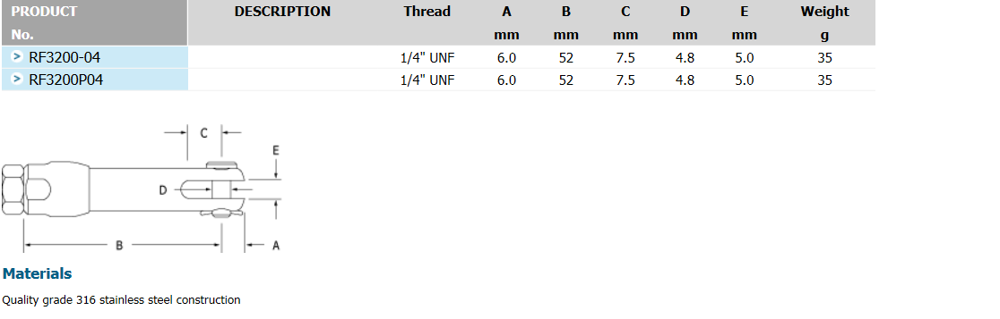 PRODUCT DESCRIPTION Thread A B C D E Weight
No. mm mm mm mm mm g
> RF3200-04 1/4" UNF 6.0 52 7.5 4.8 5.0 35
> RF3200P04 1/4" UNF 6.0 52 7.5 4.8 5.0 35
C
E
D
B A
Materials
Quality grade 316 stainless steel construction